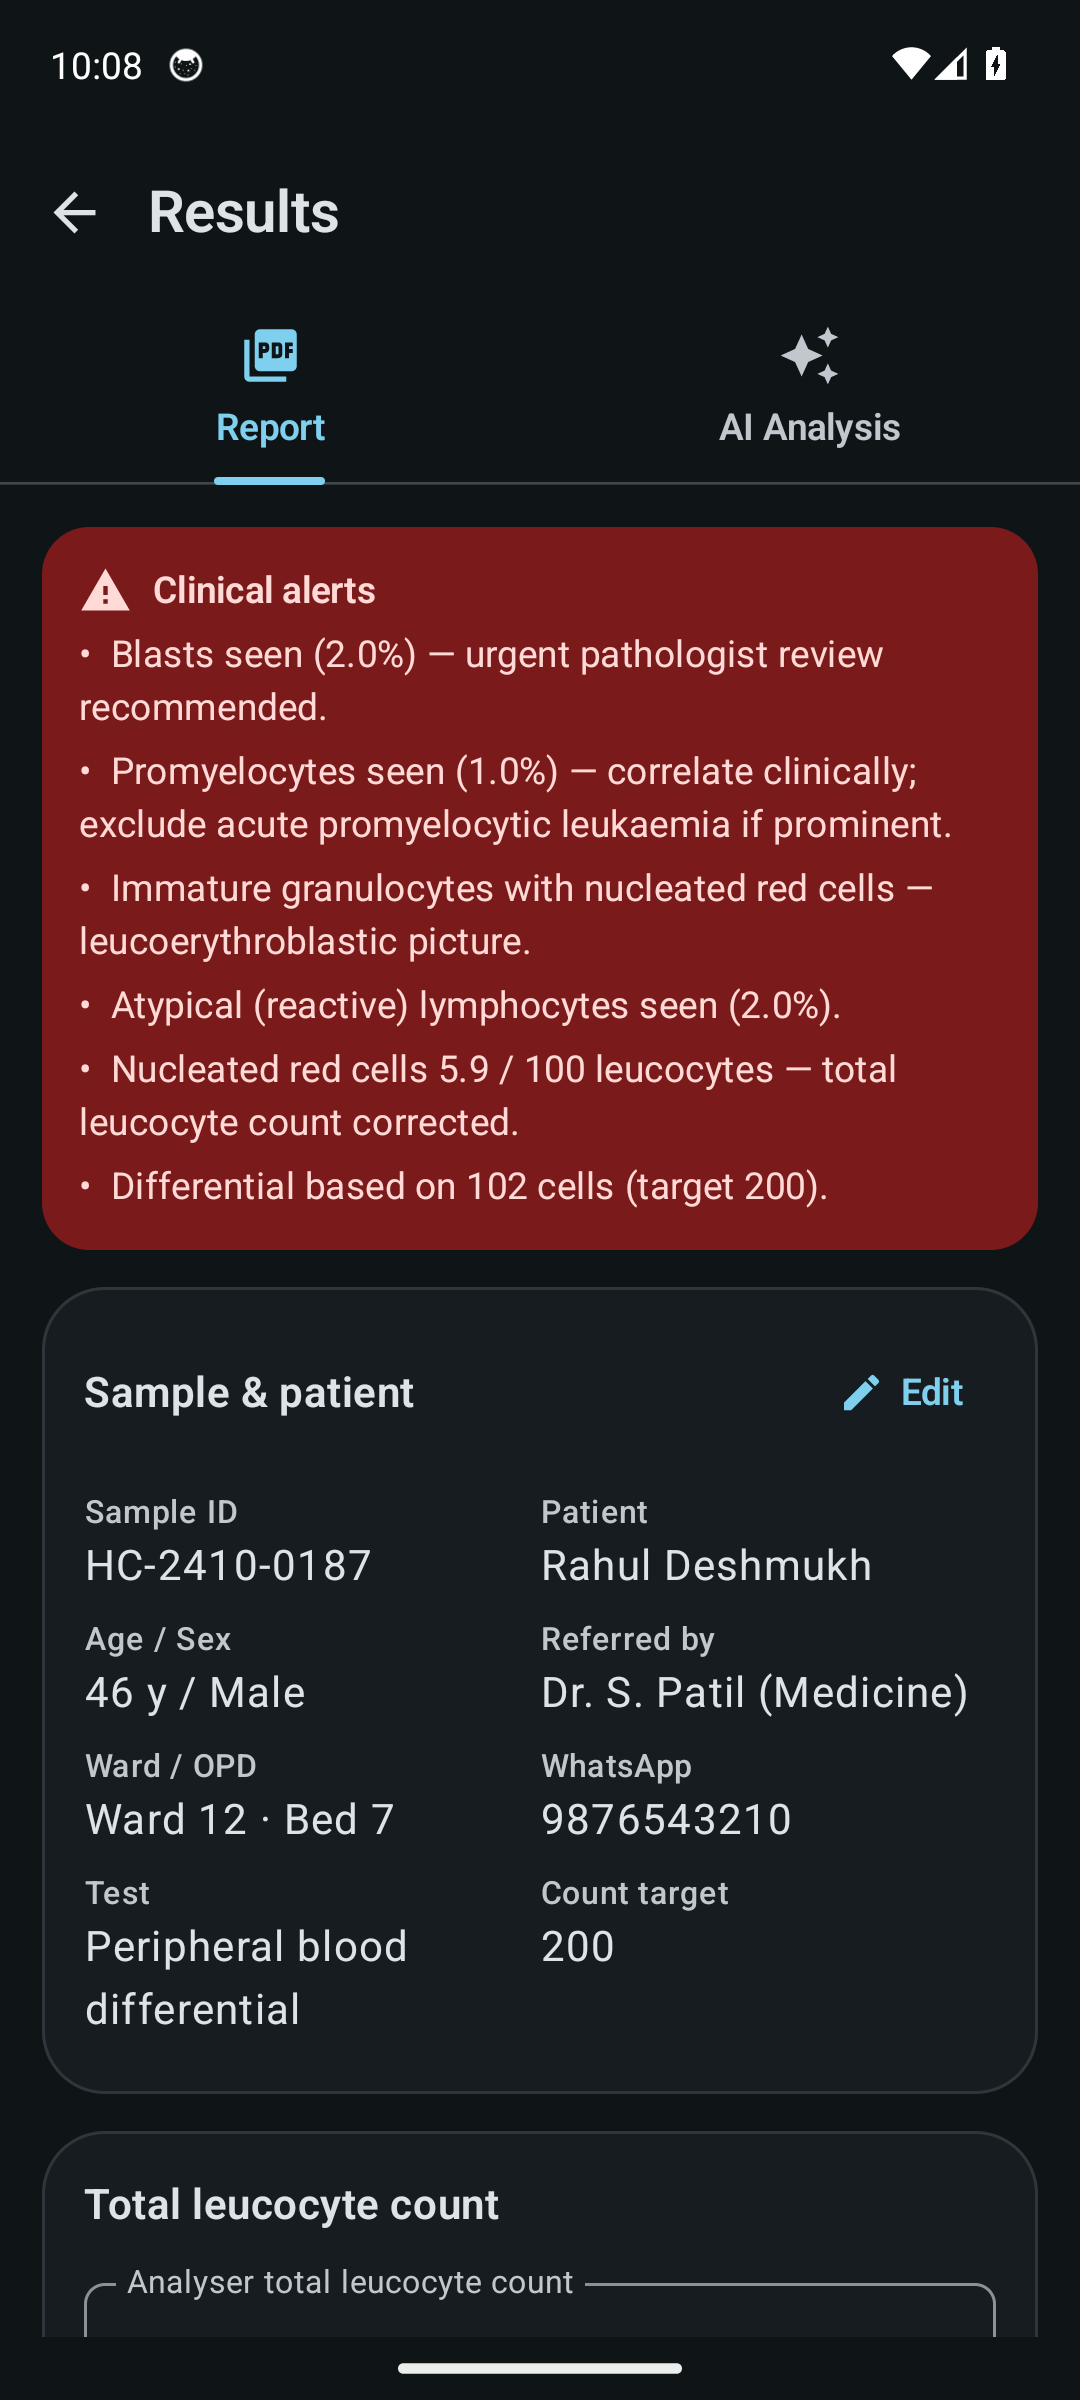 10:08
Results
PDF
Report
AI Analysis
Clinical alerts
• Blasts seen (2.0%) — urgent pathologist review
recommended.
• Promyelocytes seen (1.0%) — correlate clinically;
exclude acute promyelocytic leukaemia if prominent.
• Immature granulocytes with nucleated red cells —
leucoerythroblastic picture.
• Atypical (reactive) lymphocytes seen (2.0%).
• Nucleated red cells 5.9 / 100 leucocytes — total
leucocyte count corrected.
• Differential based on 102 cells (target 200).
Sample & patient
Edit
Sample ID
HC-2410-0187
Patient
Rahul Deshmukh
Age / Sex
46 y / Male
Referred by
Dr. S. Patil (Medicine)
Ward / OPD
Ward 12 · Bed 7
WhatsApp
9876543210
Test
Peripheral blood
differential
Count target
200
Total leucocyte count
Analyser total leucocyte count